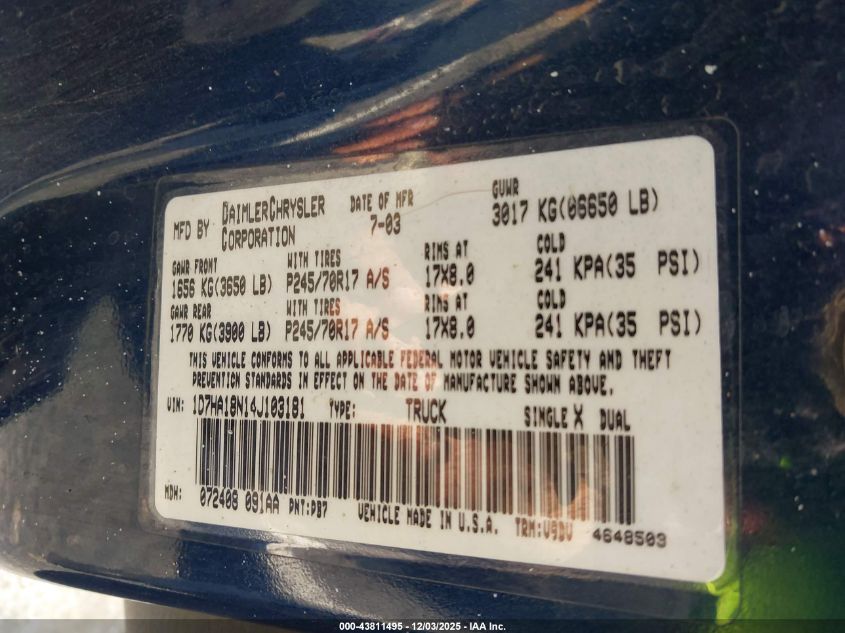 MFD BY DAIMLERCHRYSLER CORPORATION DATE OF MFR 7-03 GVWR 3017 KG(06650 LB)
GAWR FRONT WITH TIRES RIMS AT COLD
1656 KG(3650 LB) P245/70R17 A/S 17X8.0 241 KPA(35 PSI)
GAWR REAR WITH TIRES RIMS AT COLD
1770 KG(3900 LB) P245/70R17 A/S 17X8.0 241 KPA(35 PSI)
THIS VEHICLE CONFORMS TO ALL APPLICABLE FEDERAL MOTOR VEHICLE SAFETY AND THEFT
PREVENTION STANDARDS IN EFFECT ON THE DATE OF MANUFACTURE SHOWN ABOVE.
VIN: 1D7HA18N14J103181 TYPE: TRUCK SINGLE X DUAL
MDH: 072408 091AA PNT:PB7 VEHICLE MADE IN U.S.A. TRM:V9DV 4648503
000-43811495 - 12/03/2025 - IAA Inc.